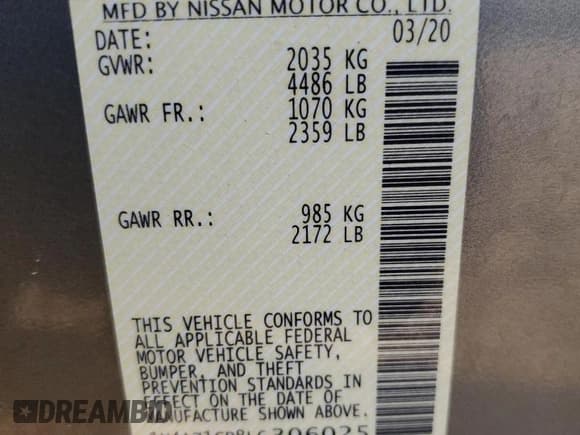 MFD BY NISSAN MOTOR CO., LTD.
DATE: 03/20
GVWR: 2035 KG
4486 LB
GAWR FR.: 1070 KG
2359 LB
GAWR RR.: 985 KG
2172 LB
THIS VEHICLE CONFORMS TO
ALL APPLICABLE FEDERAL
MOTOR VEHICLE SAFETY,
BUMPER, AND THEFT
PREVENTION STANDARDS IN
EFFECT ON THE DATE OF
MANUFACTURE SHOWN ABOVE.
DREAMBID